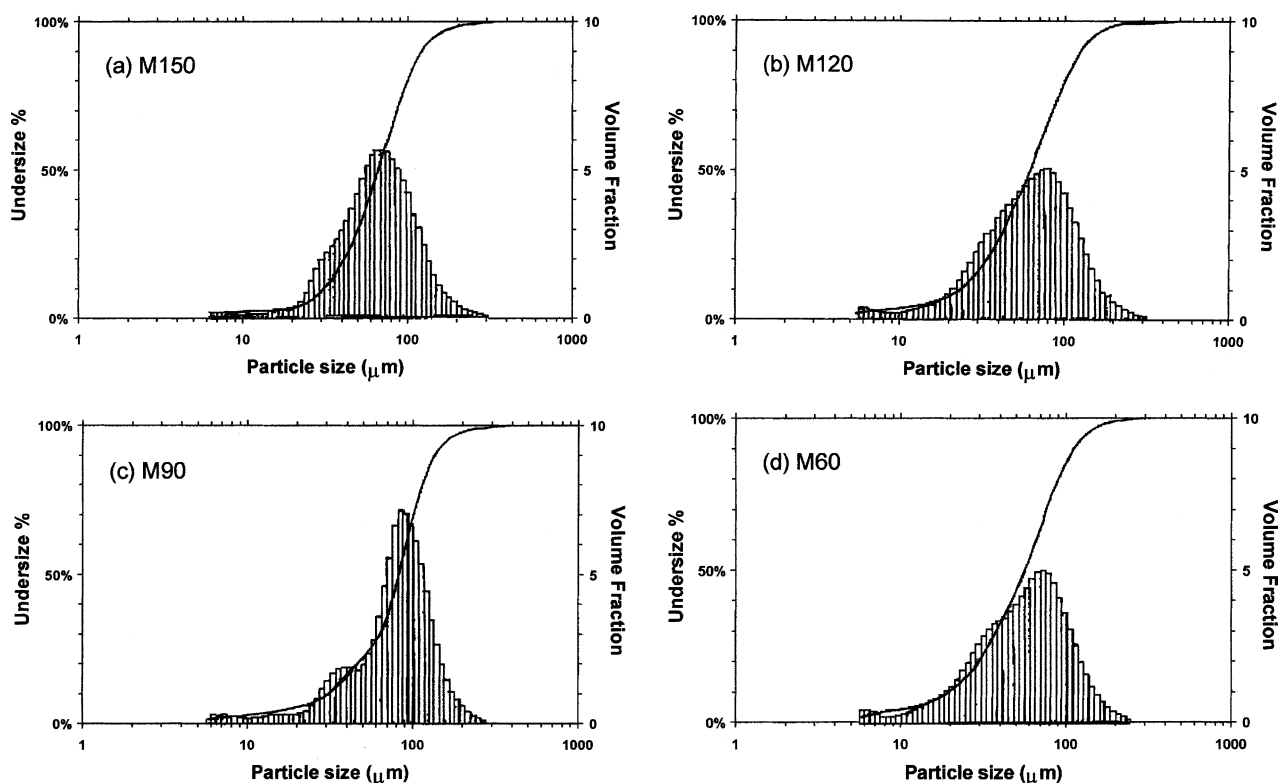 100%
50%
0%
Undersize %
(a) M150
10
5
0
Volume Fraction
1 10 100 1000
Particle size (μm)
100%
50%
0%
Undersize %
(b) M120
10
5
0
Volume Fraction
1 10 100 1000
Particle size (μm)
100%
50%
0%
Undersize %
(c) M90
10
5
0
Volume Fraction
1 10 100 1000
Particle size (μm)
100%
50%
0%
Undersize %
(d) M60
10
5
0
Volume Fraction
1 10 100 1000
Particle size (μm)